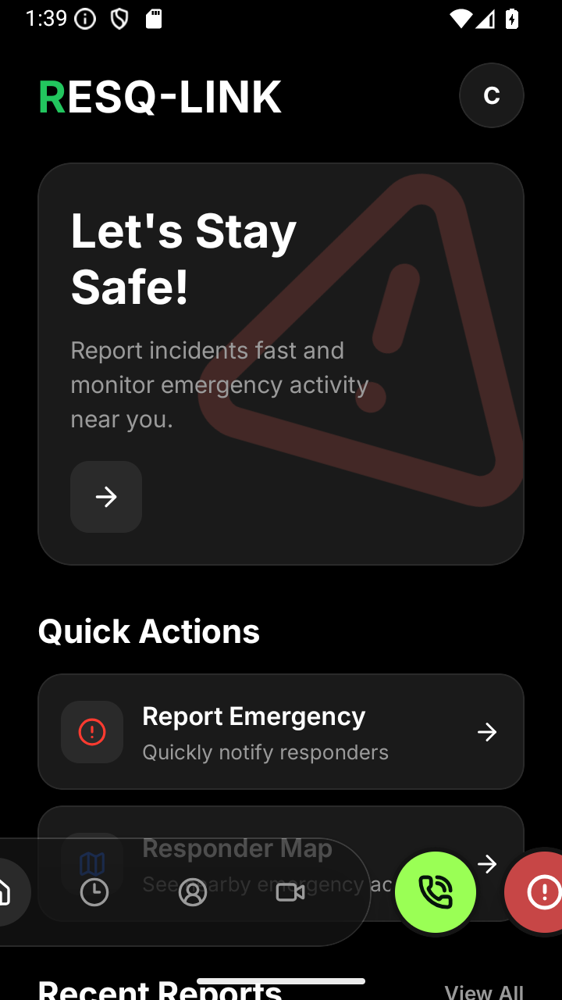 1:39
RESQ-LINK
C
Let's Stay
Safe!
Report incidents fast and
monitor emergency activity
near you.
Quick Actions
Report Emergency
Quickly notify responders
Responder Map
See nearby emergency ac
Recent Reports
View All